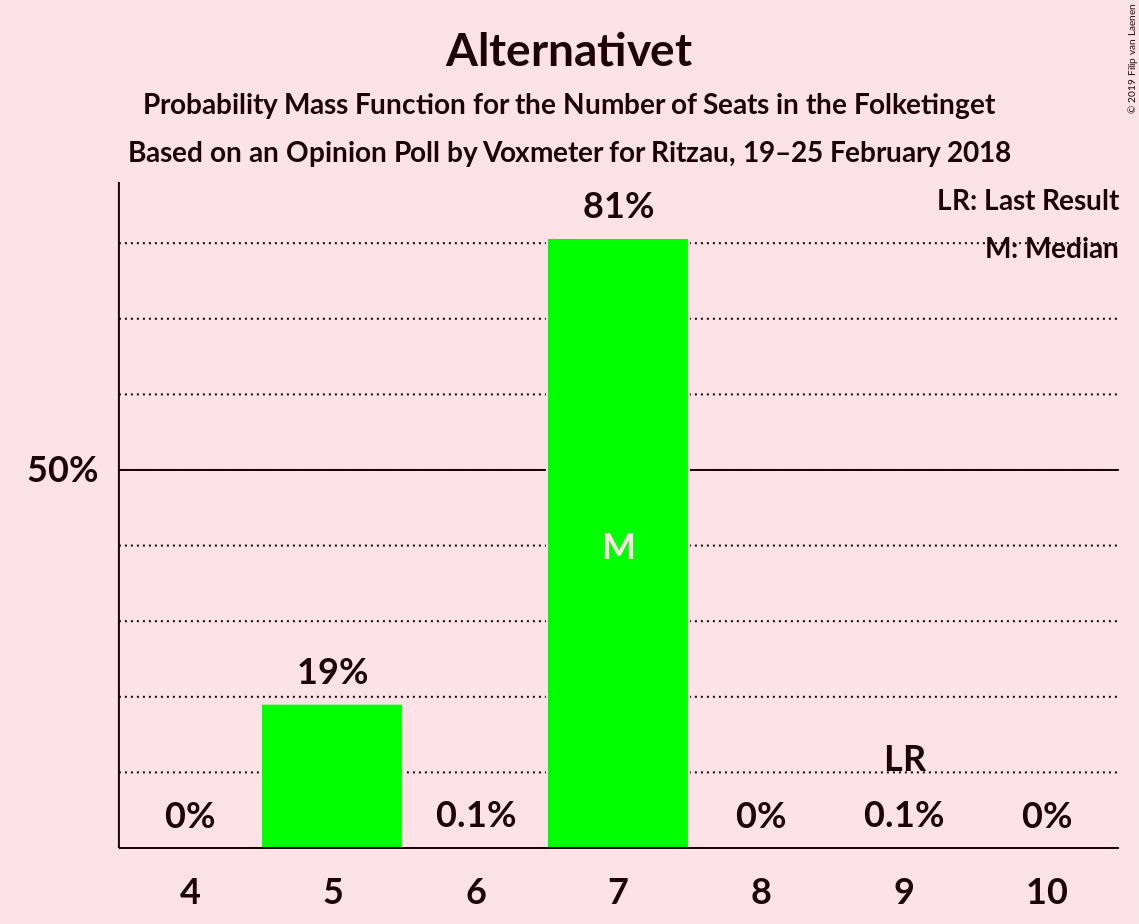 Alternativet
Probability Mass Function for the Number of Seats in the Folketinget
Based on an Opinion Poll by Voxmeter for Ritzau, 19–25 February 2018
© 2019 Filip van Laenen
LR: Last Result
M: Median
81%
50%
M
19%
LR
0% 0.1% 0% 0.1% 0%
4 5 6 7 8 9 10